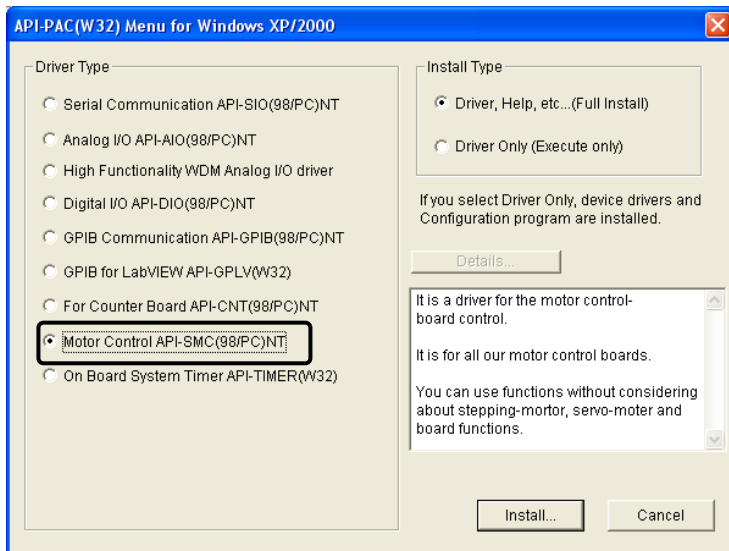 API-PAC(W32) Menu for Windows XP/2000
Driver Type
Serial Communication API-SIO(98/PC)NT
Analog I/O API-AIO(98/PC)NT
High Functionality WDM Analog I/O driver
Digital I/O API-DIO(98/PC)NT
GPIB Communication API-GPIB(98/PC)NT
GPIB for LabVIEW API-GPLV(W32)
For Counter Board API-CNT(98/PC)NT
Motor Control API-SMC(98/PC)NT
On Board System Timer API-TIMER(W32)
Install Type
Driver, Help, etc...(Full Install)
Driver Only (Execute only)
If you select Driver Only, device drivers and
Configuration program are installed.
Details...
It is a driver for the motor control-
board control.
It is for all our motor control boards.
You can use functions without considering
about stepping-mortor, servo-moter and
board functions.
Install...
Cancel